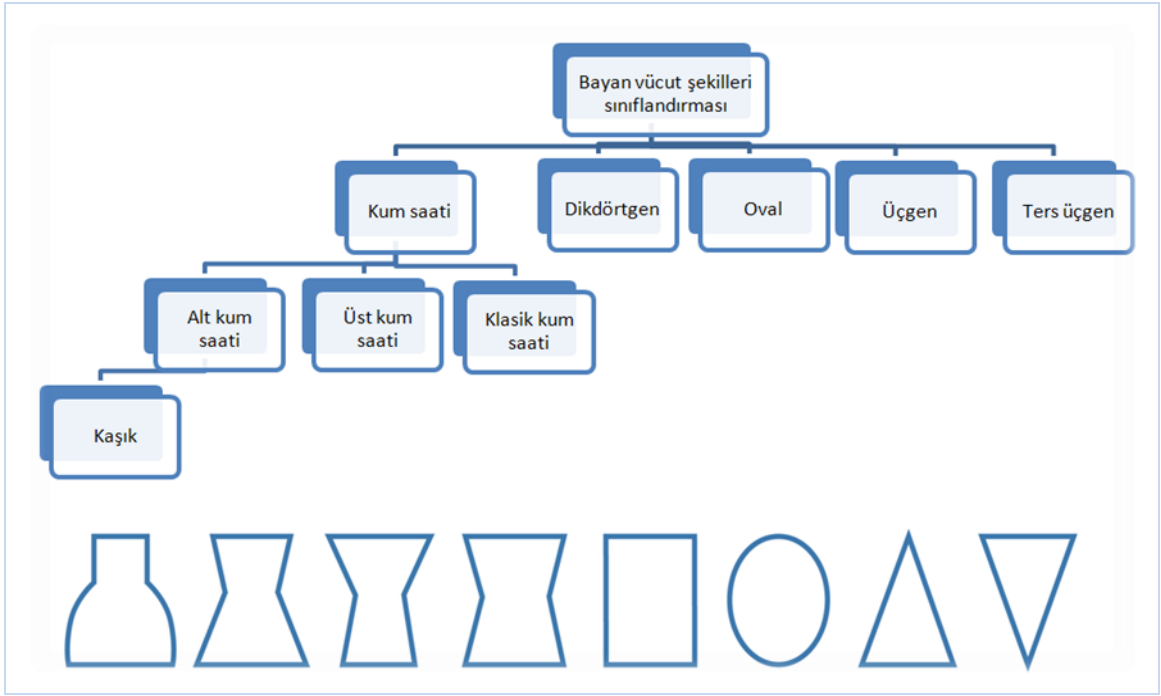 Bayan vücut şekilleri
sınıflandırması
Kum saati
Dikdörtgen
Oval
Üçgen
Ters üçgen
Alt kum
saati
Üst kum
saati
Klasik kum
saati
Kaşık